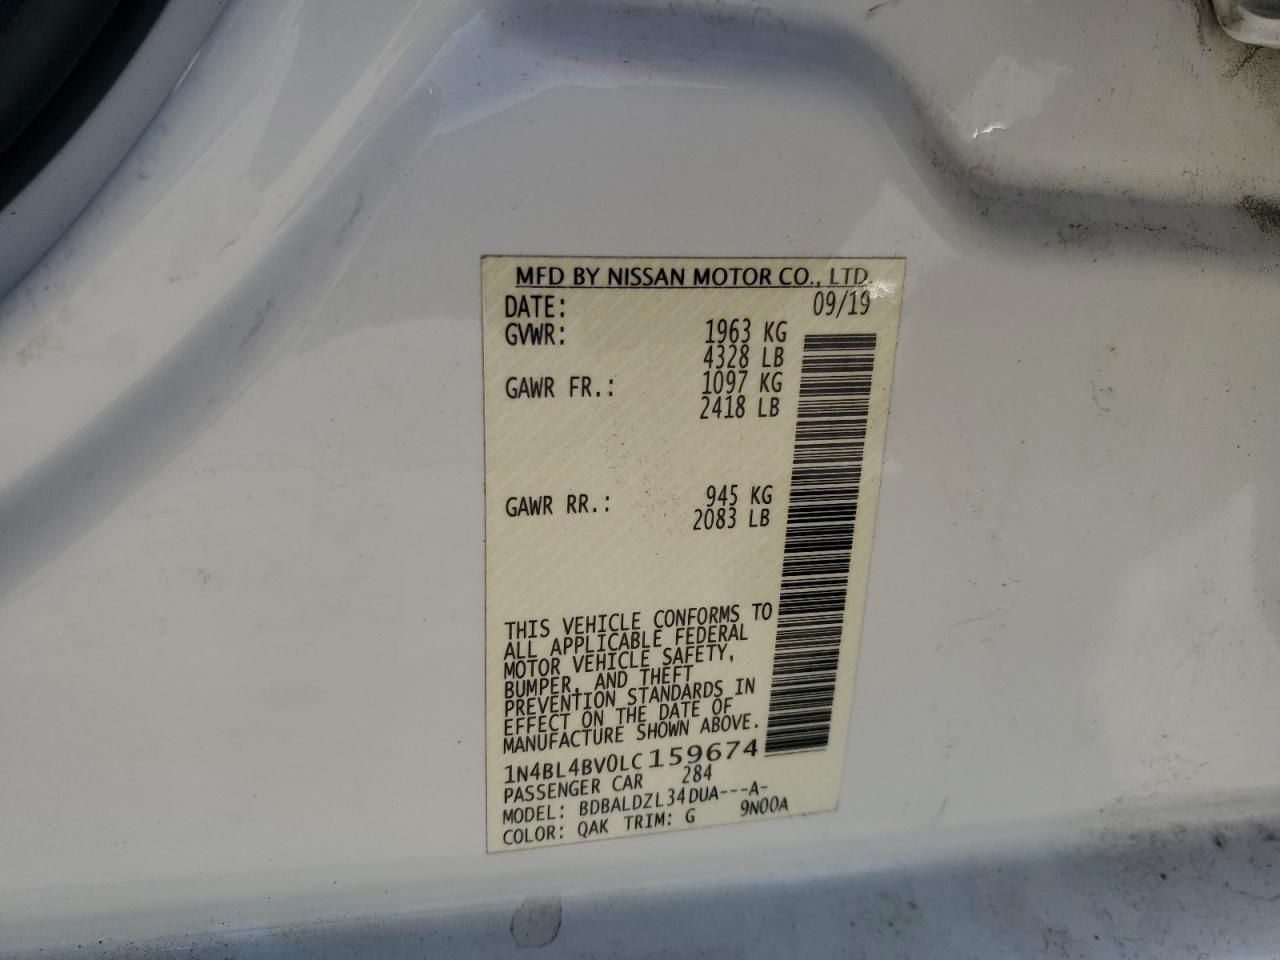 MFD BY NISSAN MOTOR CO., LTD.
DATE: 09/19
GVWR: 1963 KG
4328 LB
GAWR FR.: 1097 KG
2418 LB
GAWR RR.: 945 KG
2083 LB
THIS VEHICLE CONFORMS TO
ALL APPLICABLE FEDERAL
MOTOR VEHICLE SAFETY,
BUMPER, AND THEFT
PREVENTION STANDARDS IN
EFFECT ON THE DATE OF
MANUFACTURE SHOWN ABOVE.
1N4BL4BV0LC159674
PASSENGER CAR 284
MODEL: BDBALDZL34DUA---A-
COLOR: QAK TRIM: G 9N00A